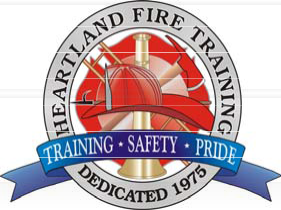 HEARTLAND FIRE TRAINING
TRAINING ★ SAFETY ★ PRIDE
DEDICATED 1975